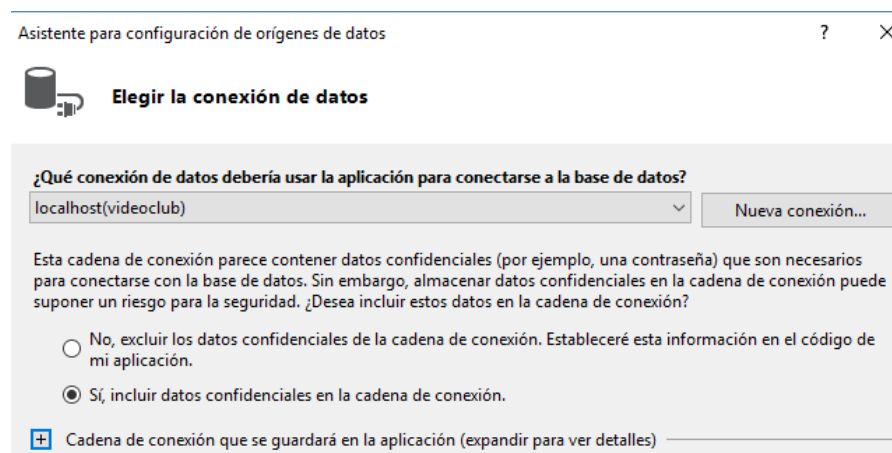 Asistente para configuración de orígenes de datos
?
Elegir la conexión de datos
¿Qué conexión de datos debería usar la aplicación para conectarse a la base de datos?
localhost(videoclub)
Nueva conexión...
Esta cadena de conexión parece contener datos confidenciales (por ejemplo, una contraseña) que son necesarios
para conectarse con la base de datos. Sin embargo, almacenar datos confidenciales en la cadena de conexión puede
suponer un riesgo para la seguridad. ¿Desea incluir estos datos en la cadena de conexión?
No, excluir los datos confidenciales de la cadena de conexión. Estableceré esta información en el código de
mi aplicación.
Sí, incluir datos confidenciales en la cadena de conexión.
Cadena de conexión que se guardará en la aplicación (expandir para ver detalles)